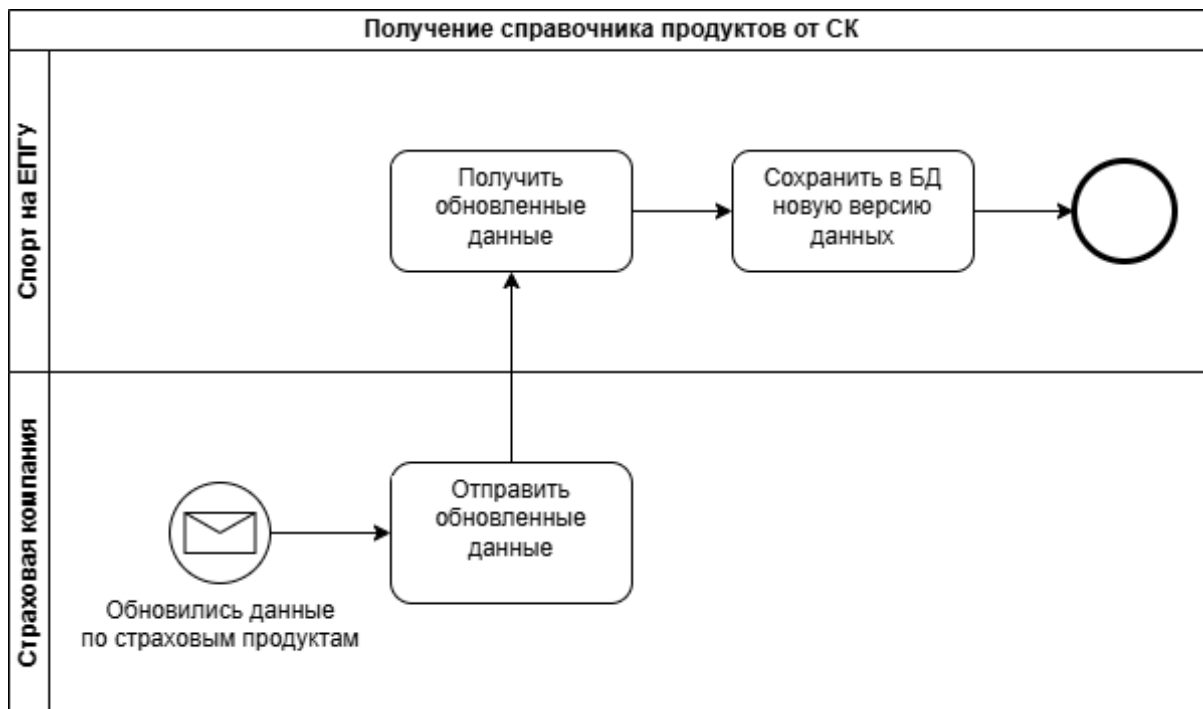 Получение справочника продуктов от СК
Спорт на ЕПГУ
Получить
обновленные
данные
Сохранить в БД
новую версию
данных
Страховая компания
Отправить
обновленные
данные
Обновились данные
по страховым продуктам